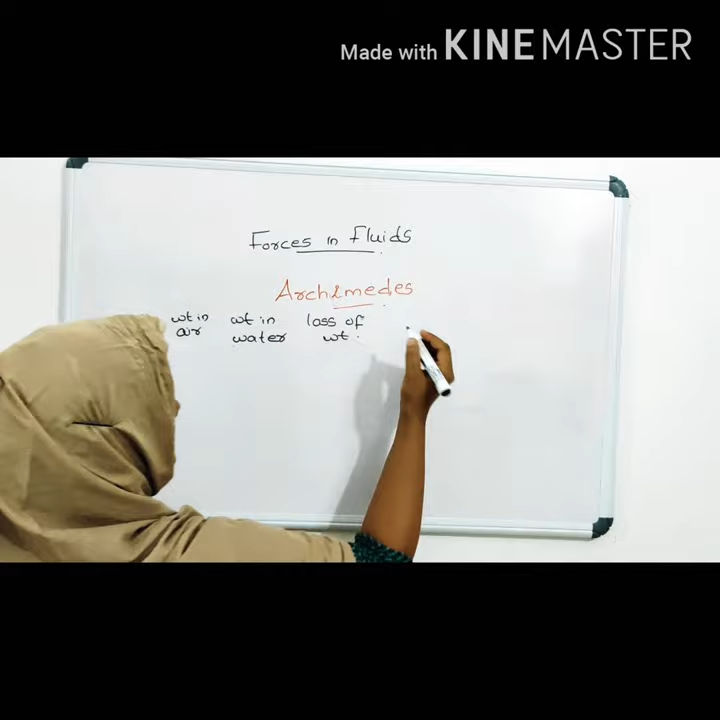 Made with KINEMASTER
Forces in Fluids
Archimedes
wt in wt in loss of
air water wt.